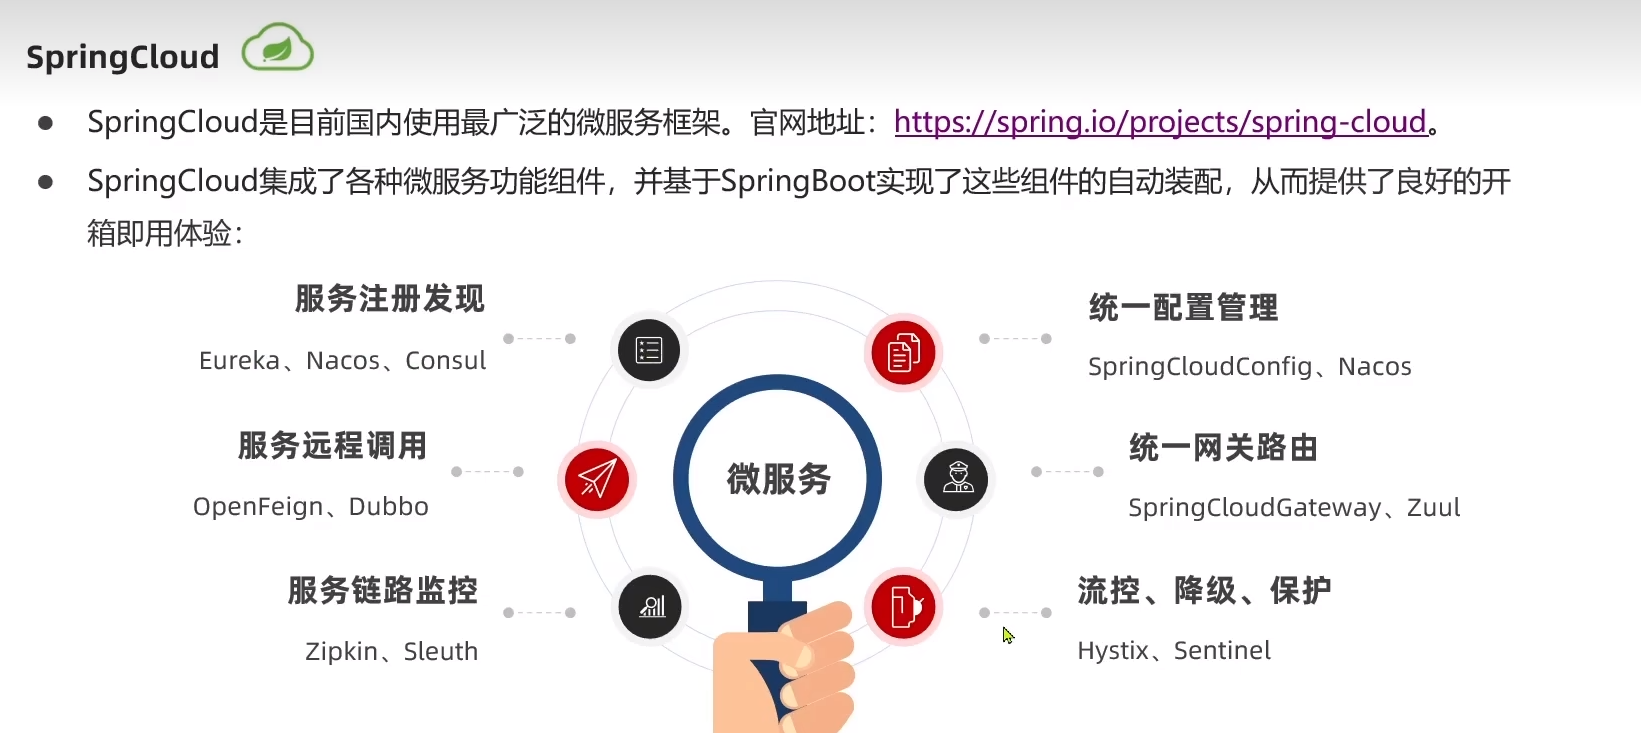 SpringCloud
SpringCloud是目前国内使用最广泛的微服务框架。官网地址：https://spring.io/projects/spring-cloud。
SpringCloud集成了各种微服务功能组件，并基于SpringBoot实现了这些组件的自动装配，从而提供了良好的开
箱即用体验：
服务注册发现
Eureka、Nacos、Consul
统一配置管理
SpringCloudConfig、Nacos
服务远程调用
OpenFeign、Dubbo
微服务
统一网关路由
SpringCloudGateway、Zuul
服务链路监控
Zipkin、Sleuth
流控、降级、保护
Hystix、Sentinel